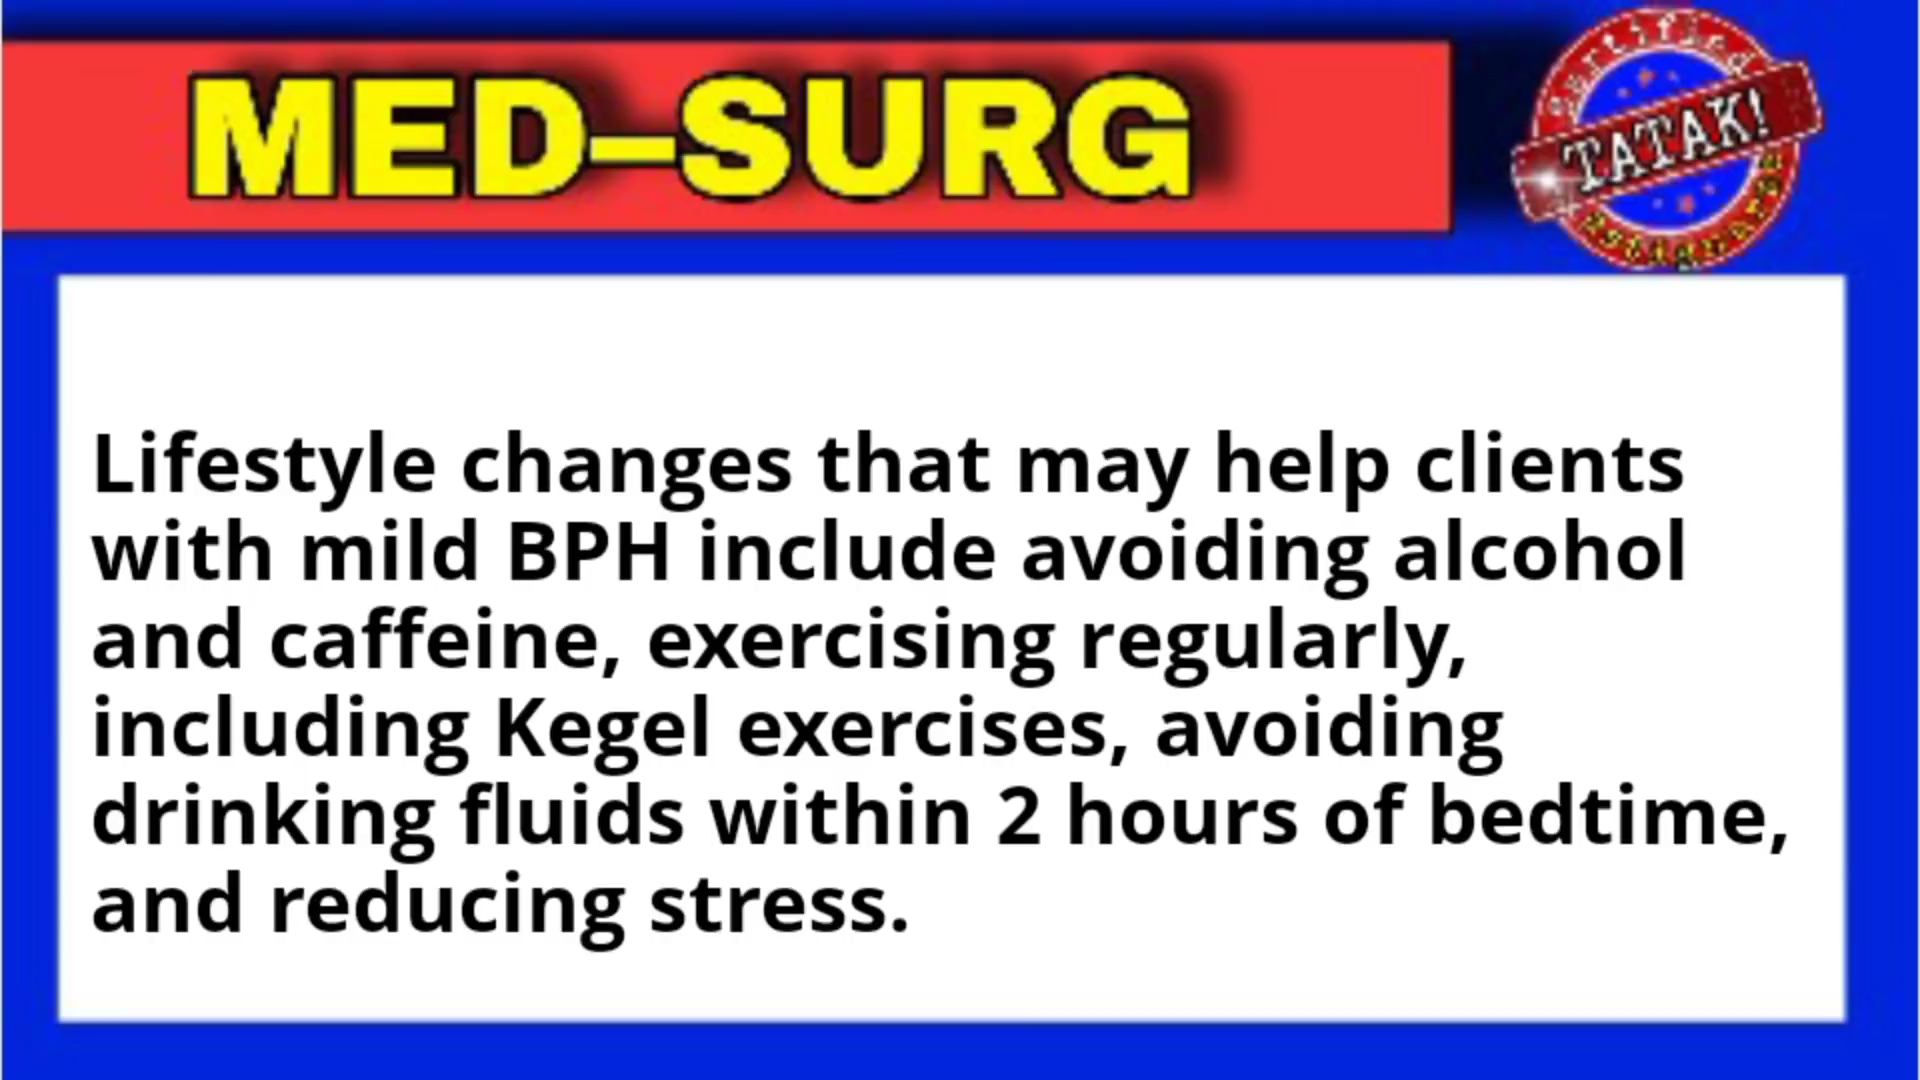 MED–SURG
certified
TATAK!
Lifestyle changes that may help clients
with mild BPH include avoiding alcohol
and caffeine, exercising regularly,
including Kegel exercises, avoiding
drinking fluids within 2 hours of bedtime,
and reducing stress.